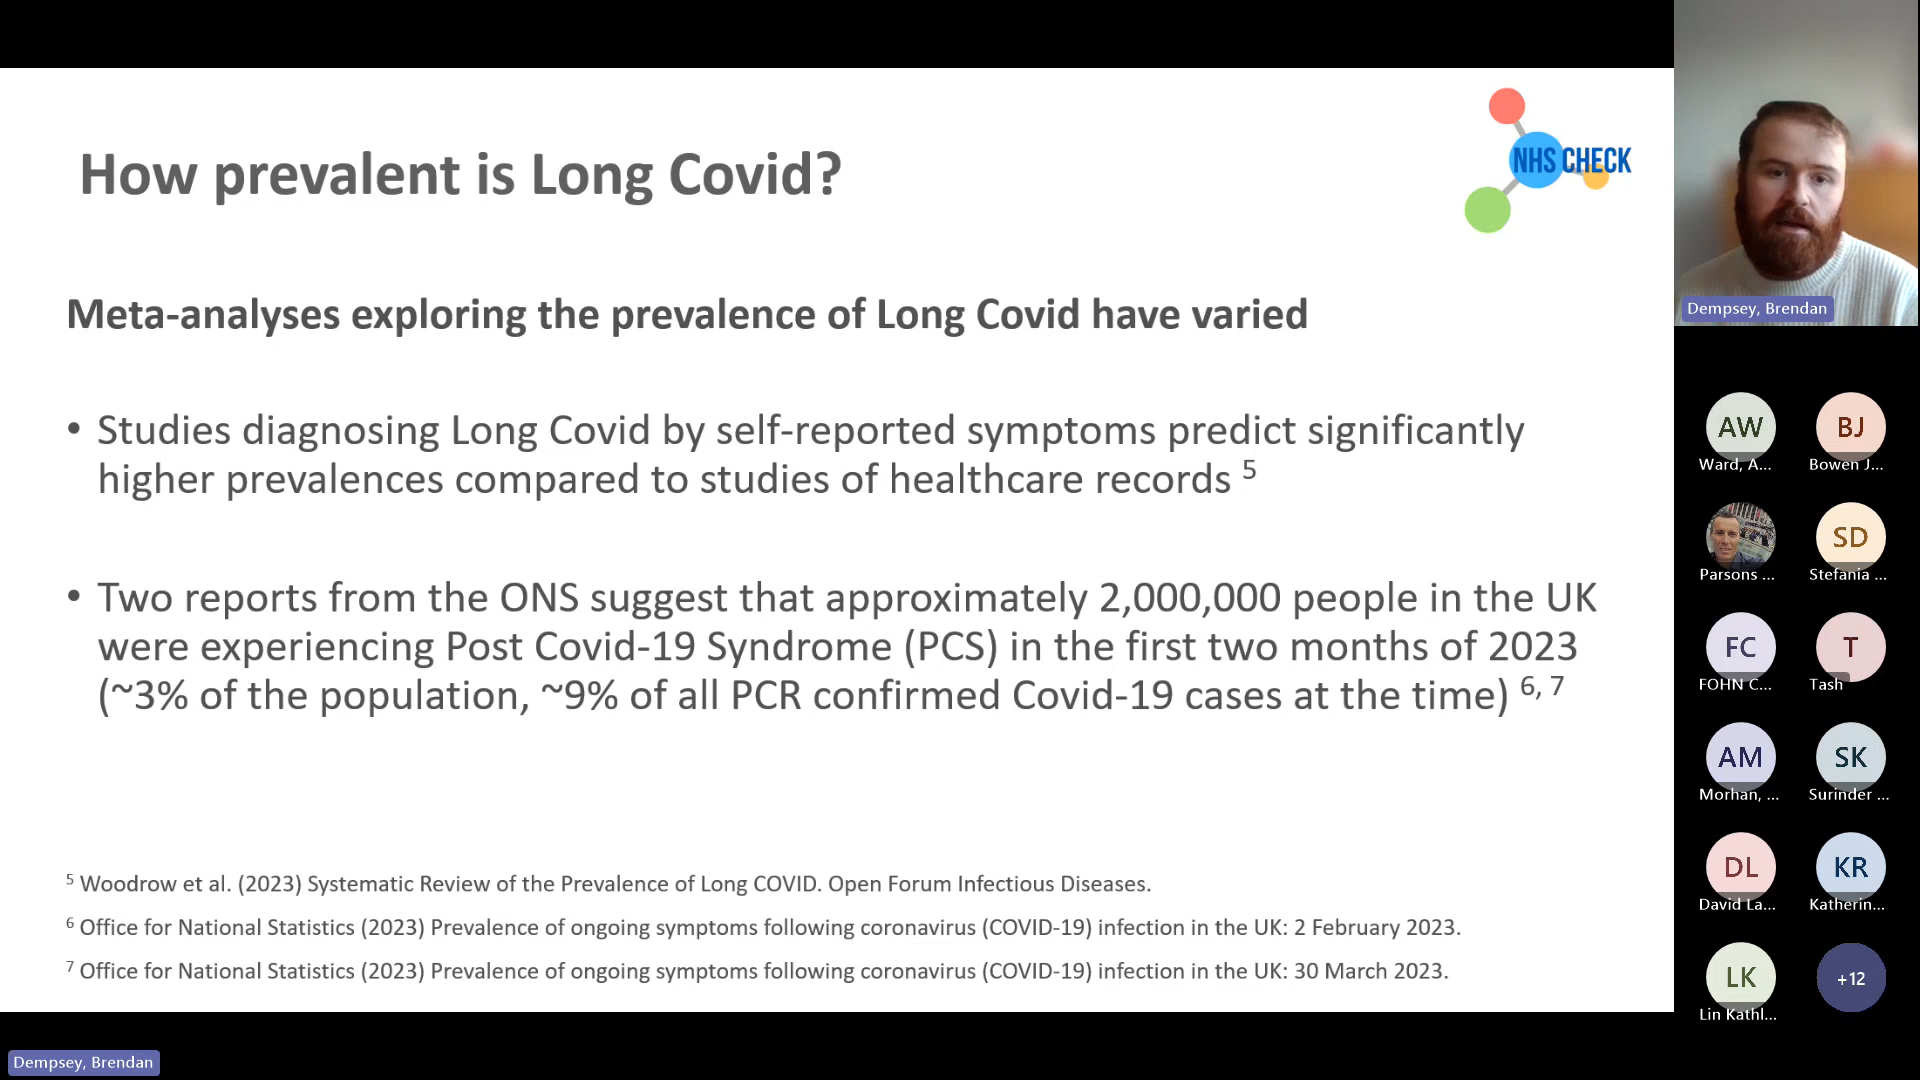 How prevalent is Long Covid?
NHS CHECK
Meta-analyses exploring the prevalence of Long Covid have varied
• Studies diagnosing Long Covid by self-reported symptoms predict significantly
higher prevalences compared to studies of healthcare records 5
• Two reports from the ONS suggest that approximately 2,000,000 people in the UK
were experiencing Post Covid-19 Syndrome (PCS) in the first two months of 2023
(~3% of the population, ~9% of all PCR confirmed Covid-19 cases at the time) 6, 7
5 Woodrow et al. (2023) Systematic Review of the Prevalence of Long COVID. Open Forum Infectious Diseases.
6 Office for National Statistics (2023) Prevalence of ongoing symptoms following coronavirus (COVID-19) infection in the UK: 2 February 2023.
7 Office for National Statistics (2023) Prevalence of ongoing symptoms following coronavirus (COVID-19) infection in the UK: 30 March 2023.
Dempsey, Brendan
Dempsey, Brendan
AW
Ward, A...
BJ
Bowen J...
Parsons ...
SD
Stefania ...
FC
FOHN C...
T
Tash
AM
Morhan, ...
SK
Surinder ...
DL
David La...
KR
Katherin...
LK
Lin Kathl...
+12